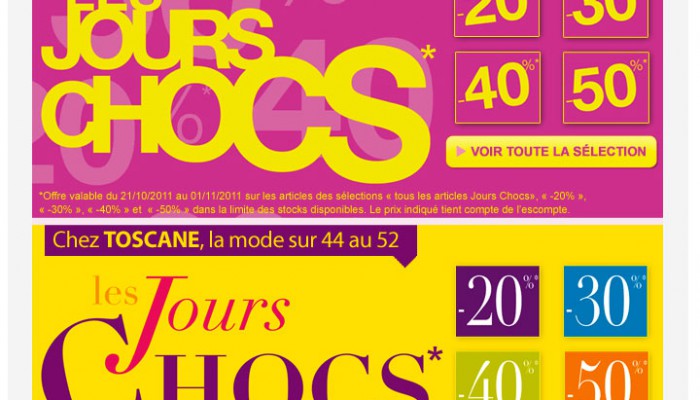 LES
JOURS
CHOCS*
-20 -30
-40%* -50%*
VOIR TOUTE LA SÉLECTION
*Offre valable du 21/10/2011 au 01/11/2011 sur les articles des sélections « tous les articles Jours Chocs», « -20% »,
« -30% », « -40% » et « -50% » dans la limite des stocks disponibles. Le prix indiqué tient compte de l'escompte.
Chez TOSCANE, la mode sur 44 au 52
les Jours
CHOCS*
-20%* -30%*
-40%* -50%*